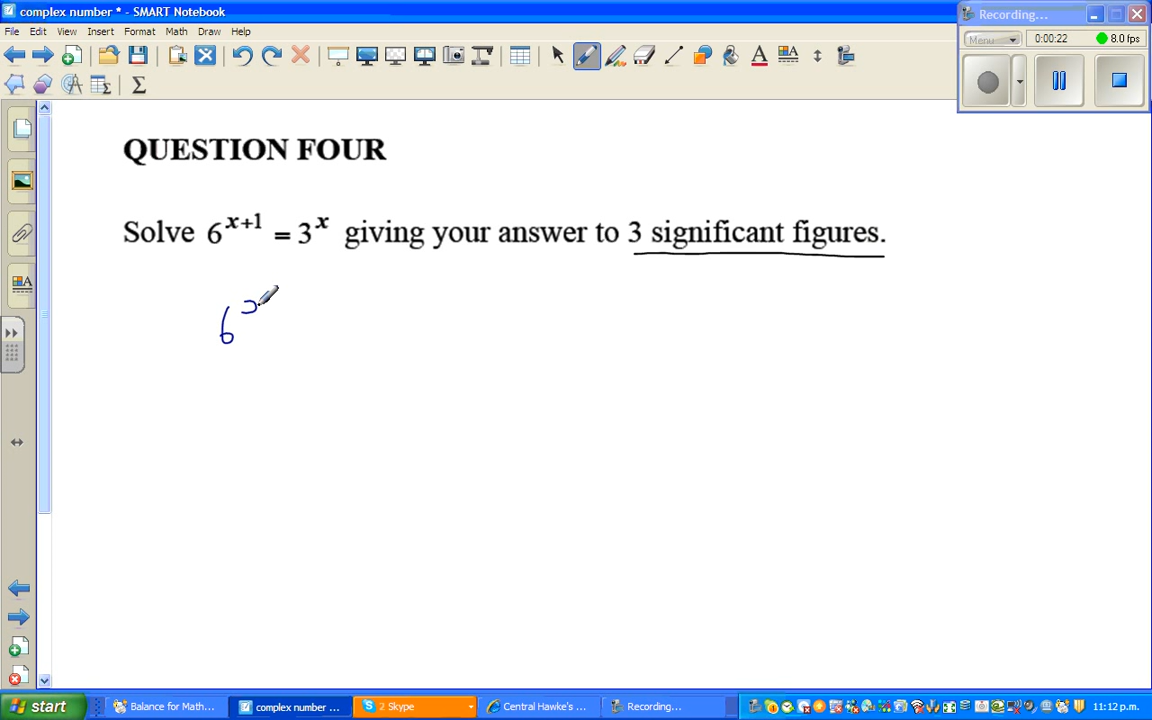 complex number * - SMART Notebook
Recording...
File Edit View Insert Format Math Draw Help
Menu 0:00:22 8.0 fps
QUESTION FOUR
Solve 6^{x+1} = 3^x giving your answer to 3 significant figures.
6
start
Balance for Math...
complex number ...
2 Skype
Central Hawke's ...
Recording...
11:12 p.m.